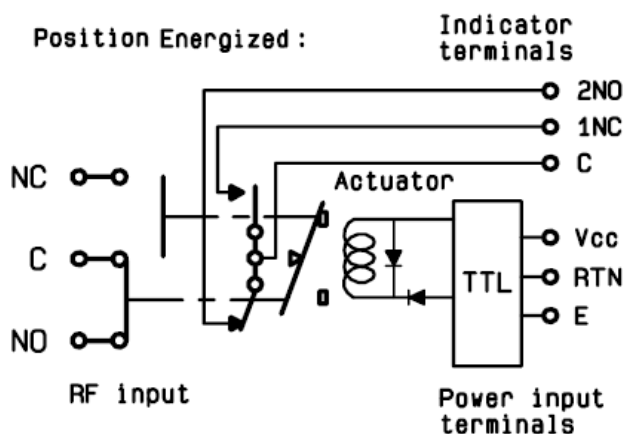 Position Energized :
Indicator
terminals
2NO
1NC
C
NC
Actuator
C
Vcc
TTL
RTN
E
NO
RF input
Power input
terminals